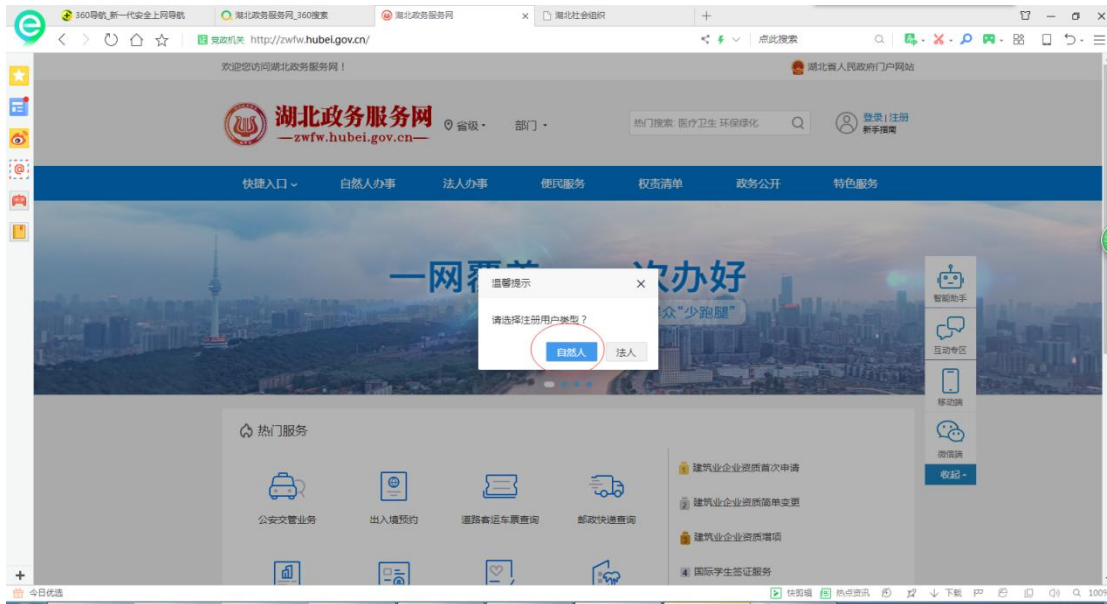 360导航_新一代安全上网导航
湖北政务服务网_360搜索
湖北政务服务网
湖北社会组织
党政机关 http://zwfw.hubei.gov.cn/
点此搜索
欢迎您访问湖北政务服务网！
湖北省人民政府门户网站
湖北政务服务网
zwfw.hubei.gov.cn
省级
部门
热门搜索 医疗卫生 环保绿化
登录 | 注册
新手指南
快捷入口
自然人办事
法人办事
便民服务
权责清单
政务公开
特色服务
一网
次办好
众“少跑腿”
温馨提示
请选择注册用户类型？
自然人
法人
智能助手
互动专区
移动端
微信端
收起
热门服务
公安交管业务
出入境预约
道路客运车票查询
邮政快递查询
1 建筑业企业资质首次申请
2 建筑业企业资质简单变更
3 建筑业企业资质增项
4 国际学生签证服务
今日优选
快剪辑
热点资讯
下载
100%